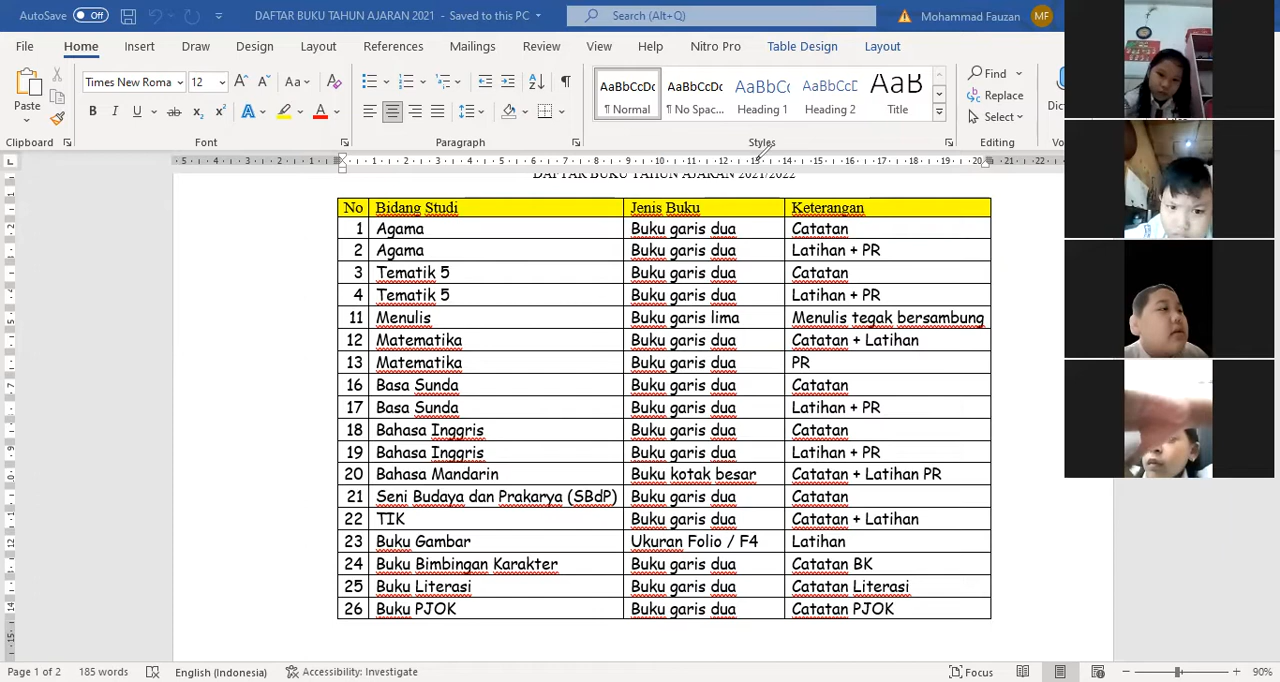 AutoSave Off DAFTAR BUKU TAHUN AJARAN 2021 - Saved to this PC Search (Alt+Q) Mohammad Fauzan MF
File Home Insert Draw Design Layout References Mailings Review View Help Nitro Pro Table Design Layout
Times New Roma 12 Aa AaBbCcDc AaBbCcDc AaBbCc AaBbCcD AaB Find
Paste ¶ Normal ¶ No Spac... Heading 1 Heading 2 Title Replace
Select
Clipboard Font Paragraph Styles Editing
DAFTAR BUKU TAHUN AJARAN 2021/2022
No Bidang Studi Jenis Buku Keterangan
1 Agama Buku garis dua Catatan
2 Agama Buku garis dua Latihan + PR
3 Tematik 5 Buku garis dua Catatan
4 Tematik 5 Buku garis dua Latihan + PR
11 Menulis Buku garis lima Menulis tegak bersambung
12 Matematika Buku garis dua Catatan + Latihan
13 Matematika Buku garis dua PR
16 Basa Sunda Buku garis dua Catatan
17 Basa Sunda Buku garis dua Latihan + PR
18 Bahasa Inggris Buku garis dua Catatan
19 Bahasa Inggris Buku garis dua Latihan + PR
20 Bahasa Mandarin Buku kotak besar Catatan + Latihan PR
21 Seni Budaya dan Prakarya (SBdP) Buku garis dua Catatan
22 TIK Buku garis dua Catatan + Latihan
23 Buku Gambar Ukuran Folio / F4 Latihan
24 Buku Bimbingan Karakter Buku garis dua Catatan BK
25 Buku Literasi Buku garis dua Catatan Literasi
26 Buku PJOK Buku garis dua Catatan PJOK
Page 1 of 2 185 words English (Indonesia) Accessibility: Investigate Focus 90%